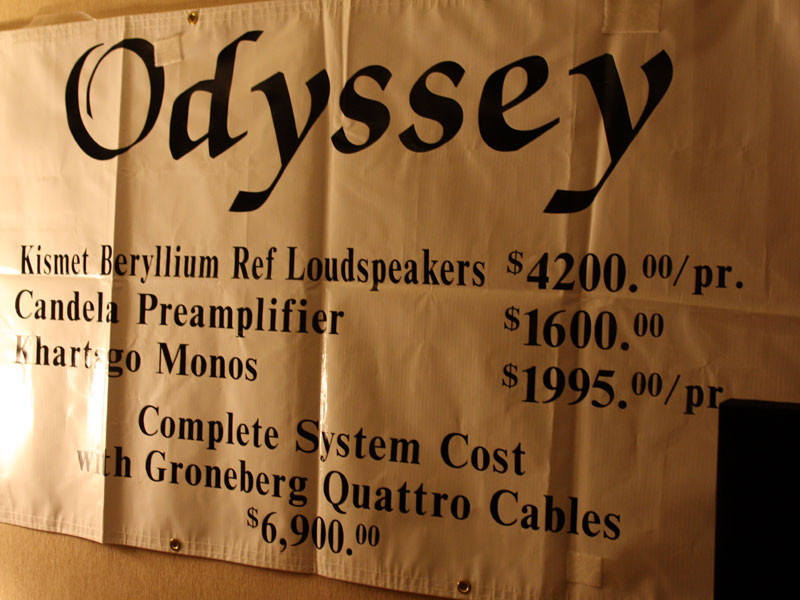 Odyssey
Kismet Beryllium Ref Loudspeakers $4200.00/pr.
Candela Preamplifier $1600.00
Khartago Monos $1995.00/pr
Complete System Cost
with Groneberg Quattro Cables
$6,900.00